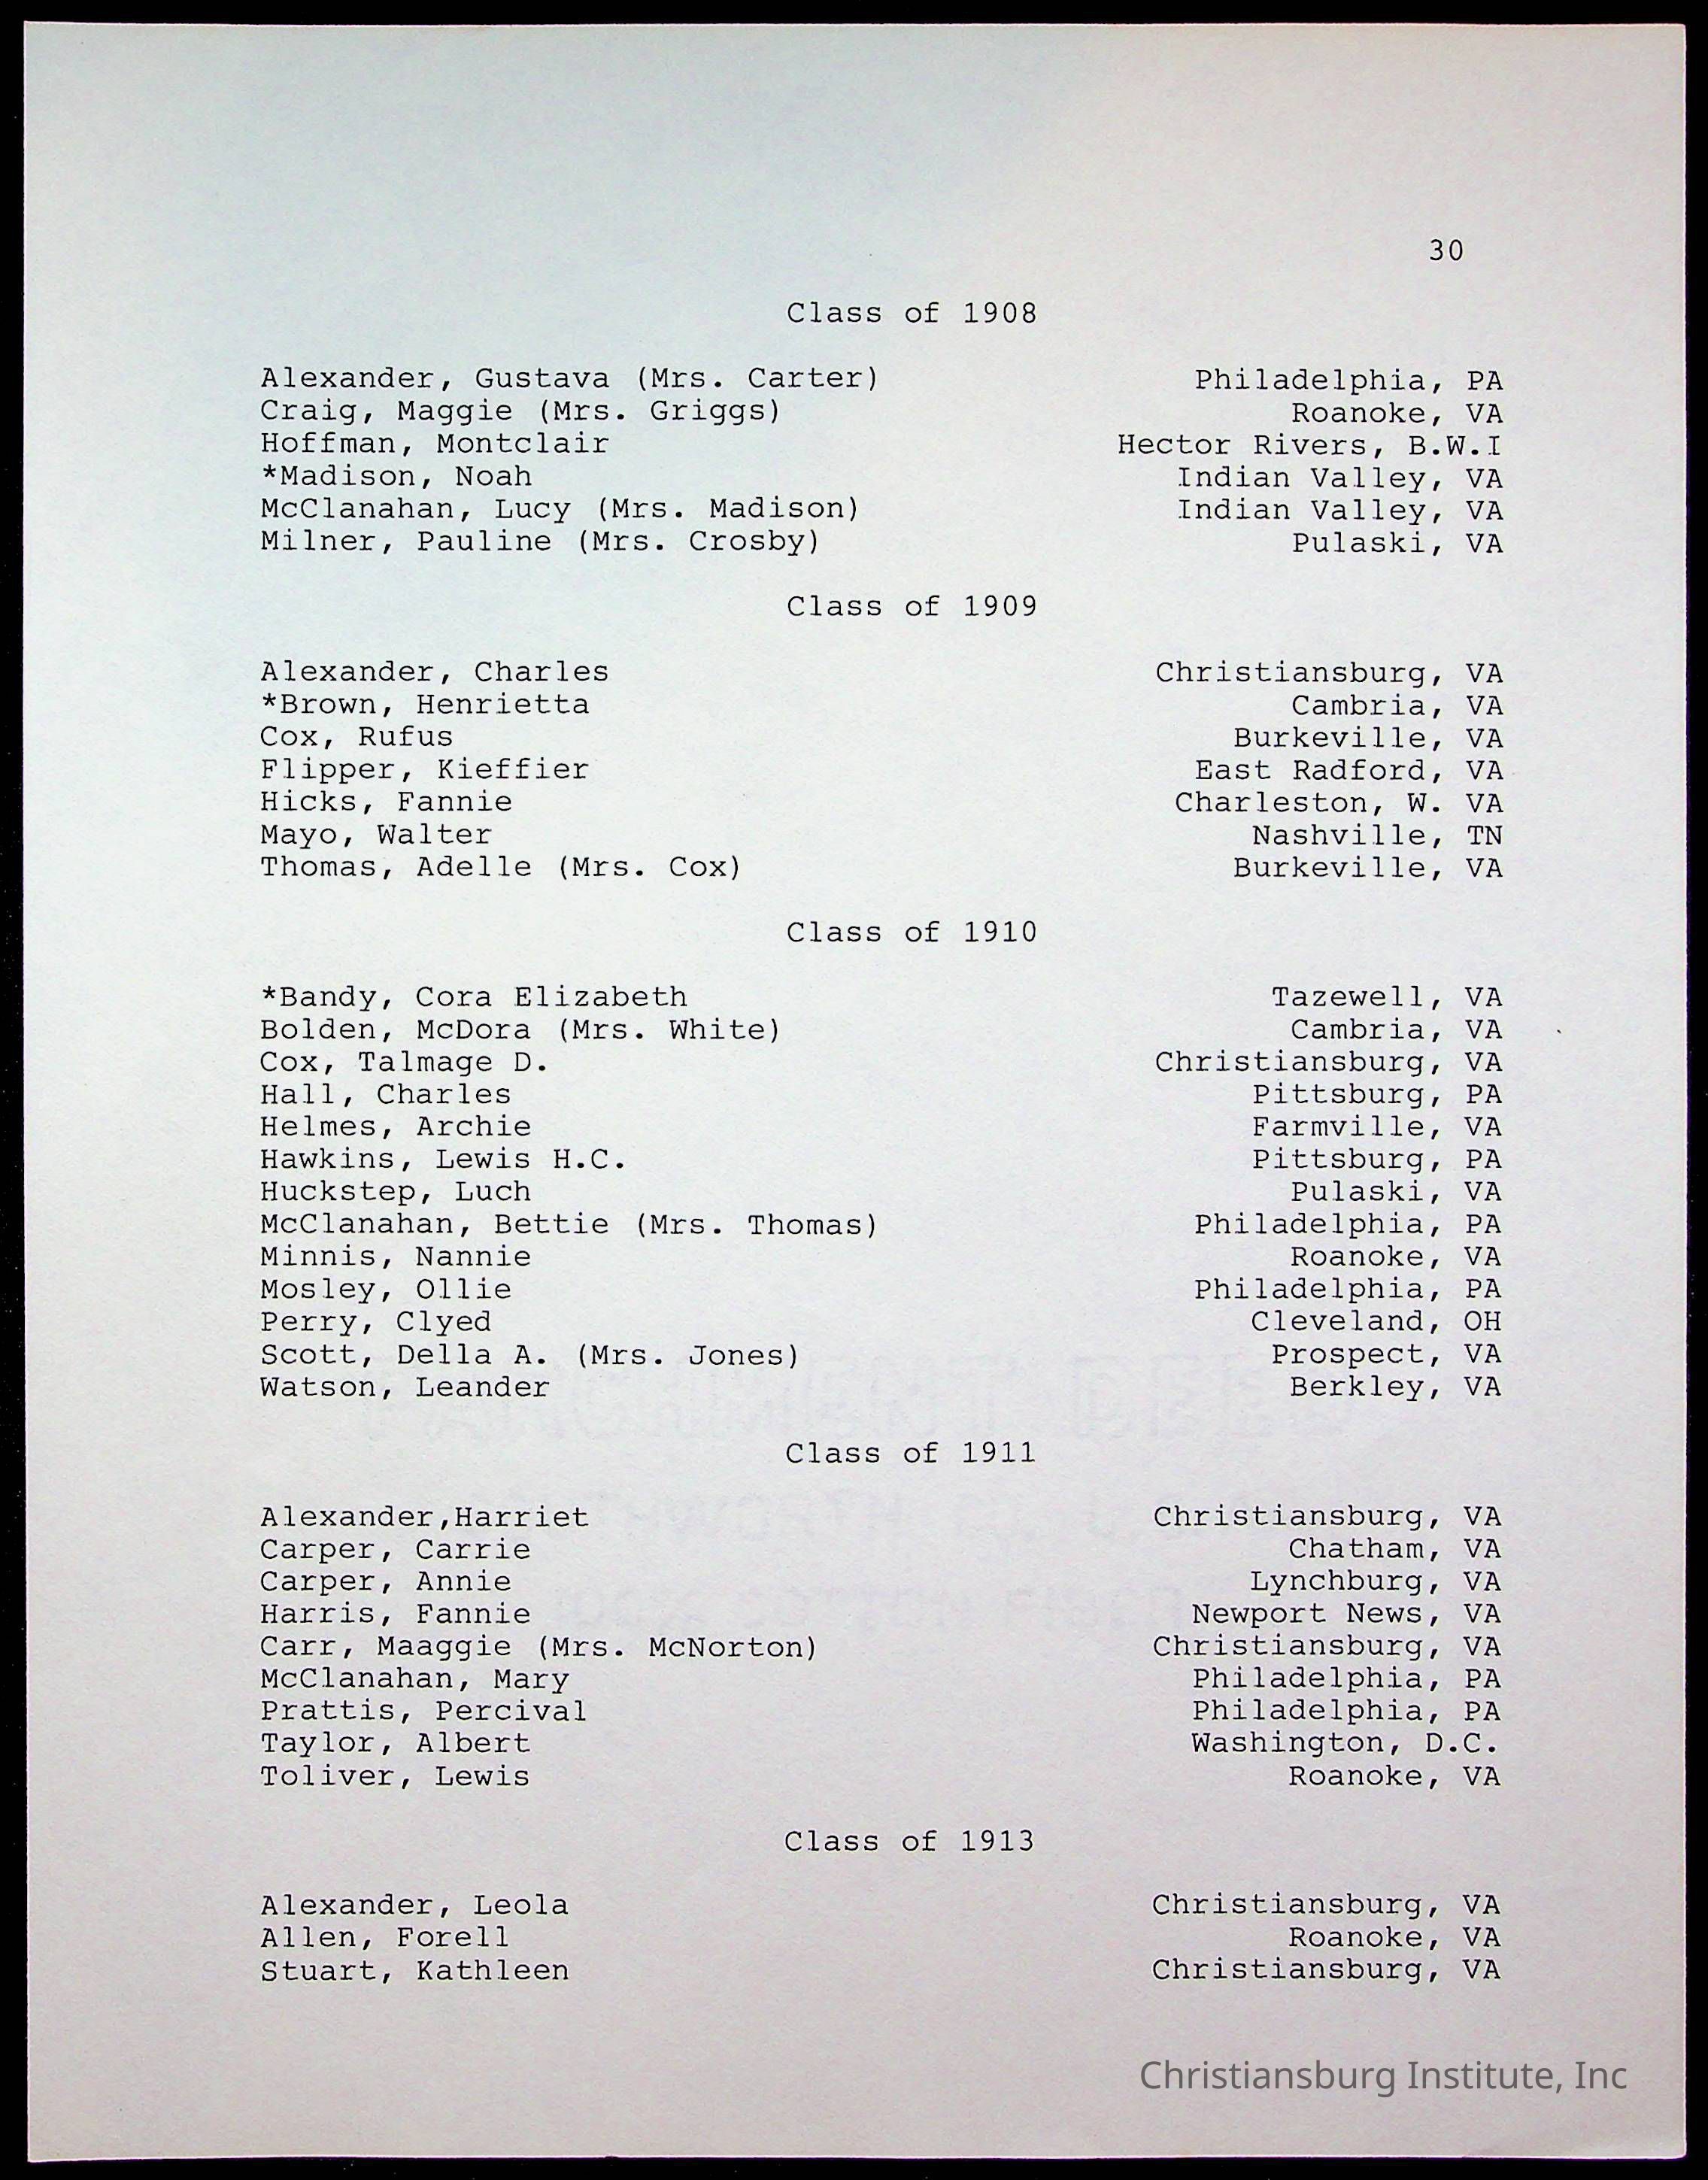 30
Class of 1908
Alexander, Gustava (Mrs. Carter) Philadelphia, PA
Craig, Maggie (Mrs. Griggs) Roanoke, VA
Hoffman, Montclair Hector Rivers, B.W.I
*Madison, Noah Indian Valley, VA
McClanahan, Lucy (Mrs. Madison) Indian Valley, VA
Milner, Pauline (Mrs. Crosby) Pulaski, VA
Class of 1909
Alexander, Charles Christiansburg, VA
*Brown, Henrietta Cambria, VA
Cox, Rufus Burkeville, VA
Flipper, Kieffier East Radford, VA
Hicks, Fannie Charleston, W. VA
Mayo, Walter Nashville, TN
Thomas, Adelle (Mrs. Cox) Burkeville, VA
Class of 1910
*Bandy, Cora Elizabeth Tazewell, VA
Bolden, McDora (Mrs. White) Cambria, VA
Cox, Talmage D. Christiansburg, VA
Hall, Charles Pittsburg, PA
Helmes, Archie Farmville, VA
Hawkins, Lewis H.C. Pittsburg, PA
Huckstep, Luch Pulaski, VA
McClanahan, Bettie (Mrs. Thomas) Philadelphia, PA
Minnis, Nannie Roanoke, VA
Mosley, Ollie Philadelphia, PA
Perry, Clyed Cleveland, OH
Scott, Della A. (Mrs. Jones) Prospect, VA
Watson, Leander Berkley, VA
Class of 1911
Alexander,Harriet Christiansburg, VA
Carper, Carrie Chatham, VA
Carper, Annie Lynchburg, VA
Harris, Fannie Newport News, VA
Carr, Maaggie (Mrs. McNorton) Christiansburg, VA
McClanahan, Mary Philadelphia, PA
Prattis, Percival Philadelphia, PA
Taylor, Albert Washington, D.C.
Toliver, Lewis Roanoke, VA
Class of 1913
Alexander, Leola Christiansburg, VA
Allen, Forell Roanoke, VA
Stuart, Kathleen Christiansburg, VA
Christiansburg Institute, Inc